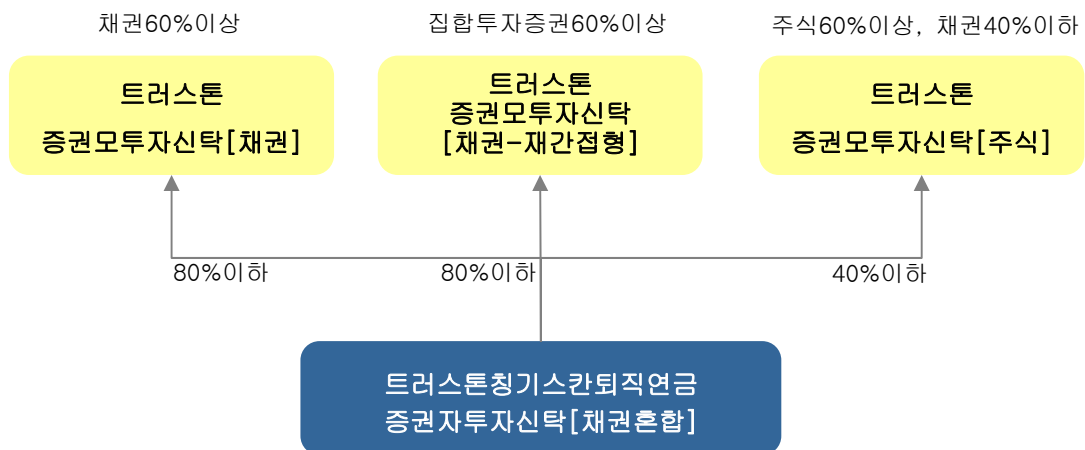 채권60%이상
집합투자증권60%이상
주식60%이상, 채권40%이하
트러스톤
증권모투자신탁[채권]
트러스톤
증권모투자신탁
[채권-재간접형]
트러스톤
증권모투자신탁[주식]
80%이하
80%이하
40%이하
트러스톤칭기스칸퇴직연금
증권자투자신탁[채권혼합]